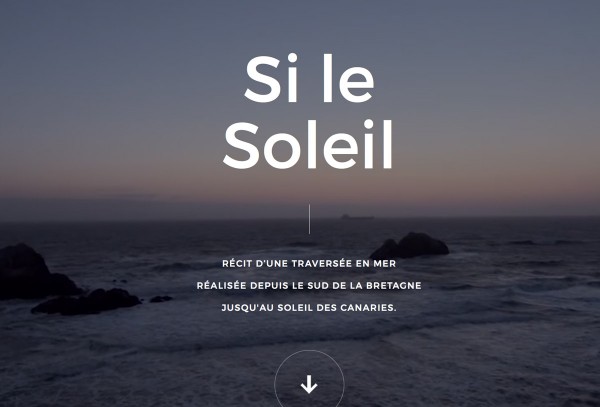 Si le
Soleil
RÉCIT D'UNE TRAVERSÉE EN MER
RÉALISÉE DEPUIS LE SUD DE LA BRETAGNE
JUSQU'AU SOLEIL DES CANARIES.